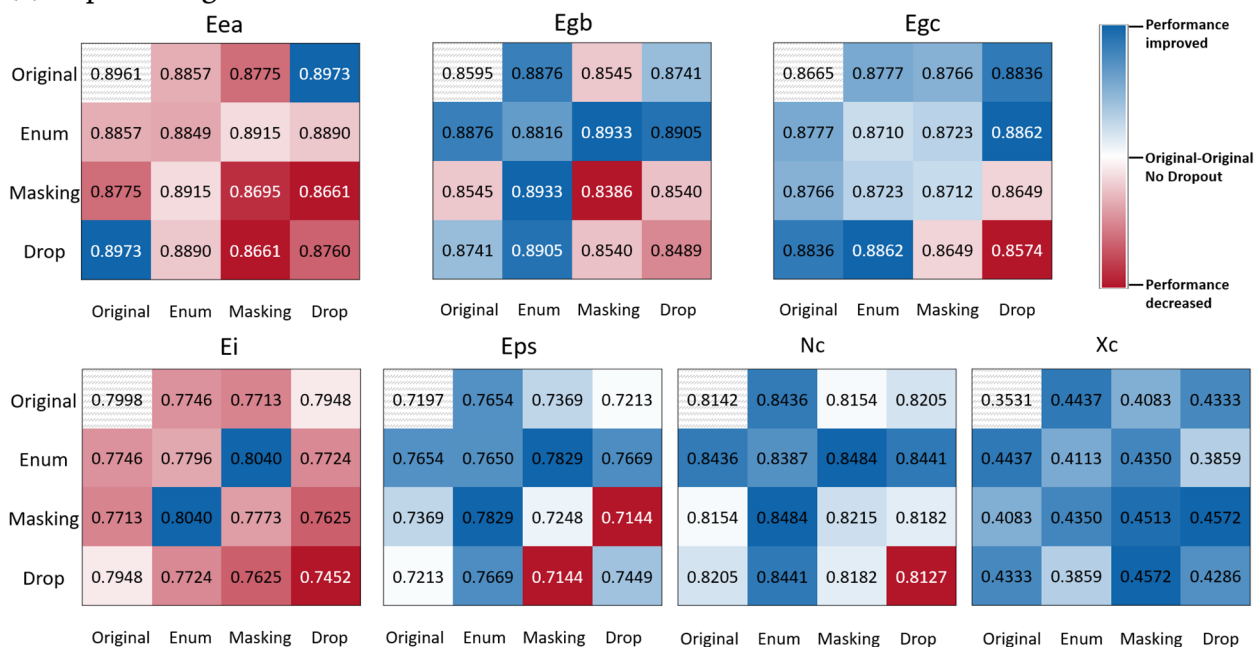 Eea Egb Egc
Original 0.8961 0.8857 0.8775 0.8973 0.8595 0.8876 0.8545 0.8741 0.8665 0.8777 0.8766 0.8836
Enum 0.8857 0.8849 0.8915 0.8890 0.8876 0.8816 0.8933 0.8905 0.8777 0.8710 0.8723 0.8862
Masking 0.8775 0.8915 0.8695 0.8661 0.8545 0.8933 0.8386 0.8540 0.8766 0.8723 0.8712 0.8649
Drop 0.8973 0.8890 0.8661 0.8760 0.8741 0.8905 0.8540 0.8489 0.8836 0.8862 0.8649 0.8574
Original Enum Masking Drop Original Enum Masking Drop Original Enum Masking Drop
Performance
improved
Original-Original
No Dropout
Performance
decreased
Ei Eps Nc Xc
Original 0.7998 0.7746 0.7713 0.7948 0.7197 0.7654 0.7369 0.7213 0.8142 0.8436 0.8154 0.8205 0.3531 0.4437 0.4083 0.4333
Enum 0.7746 0.7796 0.8040 0.7724 0.7654 0.7650 0.7829 0.7669 0.8436 0.8387 0.8484 0.8441 0.4437 0.4113 0.4350 0.3859
Masking 0.7713 0.8040 0.7773 0.7625 0.7369 0.7829 0.7248 0.7144 0.8154 0.8484 0.8215 0.8182 0.4083 0.4350 0.4513 0.4572
Drop 0.7948 0.7724 0.7625 0.7452 0.7213 0.7669 0.7144 0.7449 0.8205 0.8441 0.8182 0.8127 0.4333 0.3859 0.4572 0.4286
Original Enum Masking Drop Original Enum Masking Drop Original Enum Masking Drop Original Enum Masking Drop